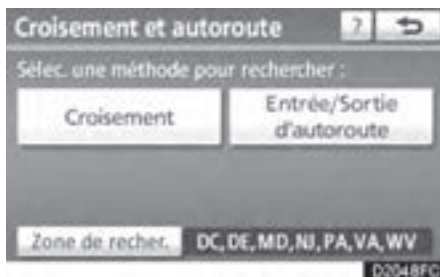 Croisement et autoroute ?
Sélec. une méthode pour rechercher :
Croisement
Entrée/Sortie
d'autoroute
Zone de recher. DC, DE, MD, NJ, PA, VA, WV
D2048FC